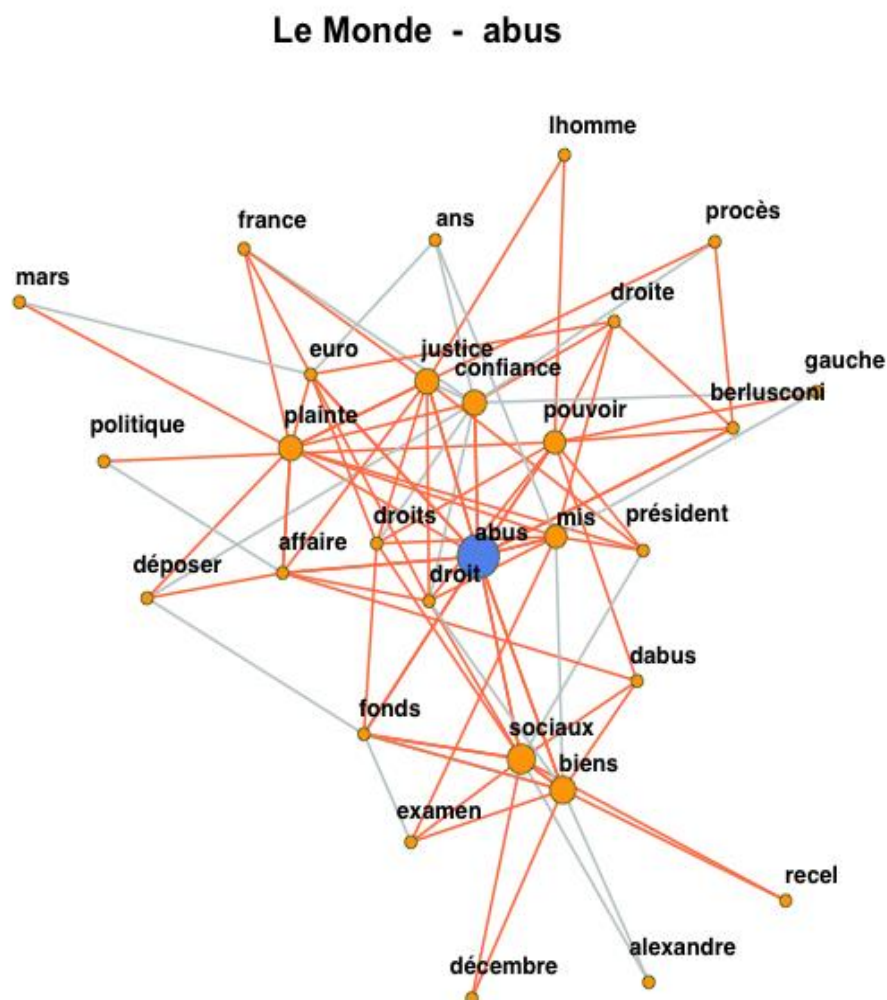 Le Monde - abus
lhomme
france
ans
procès
mars
droite
euro
justice
confiance
gauche
berlusconi
plainte
pouvoir
politique
droits
abus
mis
président
affaire
déposer
droit
dabus
fonds
sociaux
biens
examen
recel
alexandre
décembre